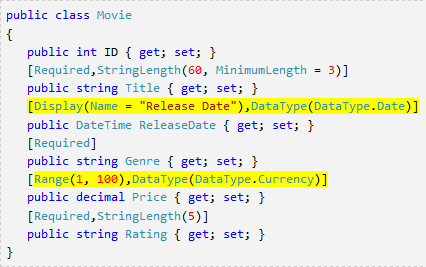 public class Movie
{
public int ID { get; set; }
[Required,StringLength(60, MinimumLength = 3)]
public string Title { get; set; }
[Display(Name = "Release Date"),DataType(DataType.Date)]
public DateTime ReleaseDate { get; set; }
[Required]
public string Genre { get; set; }
[Range(1, 100),DataType(DataType.Currency)]
public decimal Price { get; set; }
[Required,StringLength(5)]
public string Rating { get; set; }
}